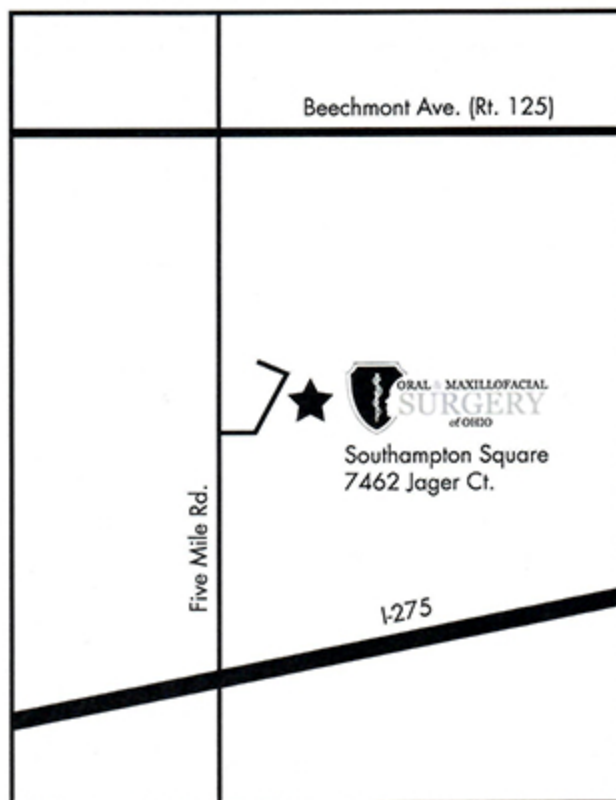 Beechmont Ave. (Rt. 125)
ORAL & MAXILLOFACIAL
SURGERY
of OHIO
Southampton Square
7462 Jager Ct.
Five Mile Rd.
I-275